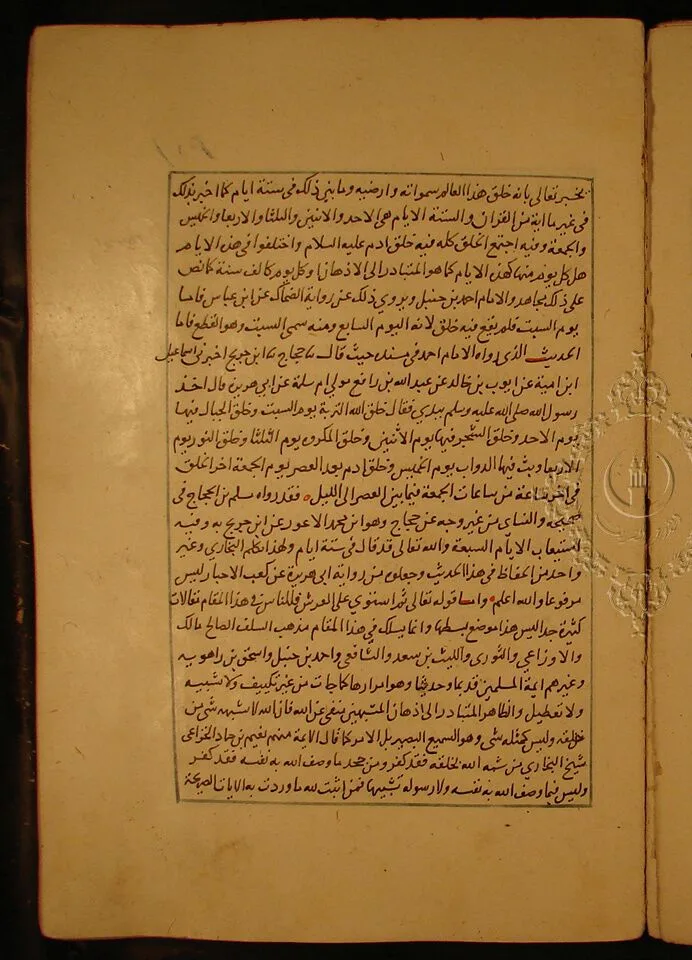 يخبر تعالى بانه خلق هذا العالم سمواته وارضيه وما بين ذلك في ستة ايام كما اخبر بذلك
في غير ما اية من القران والستة الايام هي الاحد والاثنين والثلثا والاربعا والخميس
والجمعة وفيه اجتمع الخلق كله فيه خلق ادم عليه السلام واختلفوا في هذه الايام
هل كل يوم منها كهذه الايام كما هو المتبادر الى الاذهان او كل يوم كالف سنة كما نص
على ذلك مجاهد والامام احمد بن حنبل ويروي ذلك عن رواية الضحاك عن ابن عباس فاما
يوم السبت فلم يقع فيه خلق لانه اليوم السابع ومنه سمى السبت وهو القطع فاما
الحديث الذي رواه الامام احمد في مسنده حيث قال ثا حجاج ثا ابن جريج اخبرني اسماعيل
ابن امية عن ايوب بن خالد عن عبد الله بن رافع مولي ام سلمة عن ابي هريرة قال اخذ
رسول الله صلى الله عليه وسلم بيدي فقال خلق الله التربة يوم السبت وخلق الجبال فيها
يوم الاحد وخلق الشجر فيها يوم الاثنين وخلق المكروه يوم الثلثا وخلق النور يوم
الاربعا وبث فيها الدواب يوم الخميس وخلق ادم بعد العصر يوم الجمعة اخر الخلق
في اخر ساعة من ساعات الجمعة فيما بين العصر الى الليل فقد رواه مسلم بن الحجاج في
صحيحه والنساي من غير وجه عن حجاج وهو ابن محمد الاعور عن ابن جريج به وفيه
استيعاب الايام السبعة والله تعالى قد قال في ستة ايام ولهذا تكلم البخاري وغير
واحد من الحفاظ في هذا الحديث وجعلوه من رواية ابي هريرة عن كعب الاحبار ليس
مرفوعا والله اعلم واما قوله تعالى ثم استوي على العرش فللناس في هذا المقام مقالات
كثيرة جدا ليس هذا موضع بسطها وانما يسلك في هذا المقام مذهب السلف الصالح مالك
والاوزاعي والثوري والليث بن سعد والشافعي واحمد بن حنبل واسحق بن راهويه
وغيرهم ايمة المسلمين قديما وحديثا وهو امرارها كما جات من غير تكييف ولا تشبيه
ولا تعطيل والظاهر المتبادر الى اذهان المشبهين منفي عن الله فان الله لا يشبهه شي من
خلقه وليس كمثله شي وهو السميع البصير بل الامر كما قال الايمة منهم نعيم بن حماد الخزاعي
شيخ البخاري من شبه الله بخلقه فقد كفر ومن جحد ما وصف الله به نفسه فقد كفر
وليس فيما وصف الله به نفسه ولا رسوله تشبيها فمن اثبت لله ما وردت به الايات الصريحة